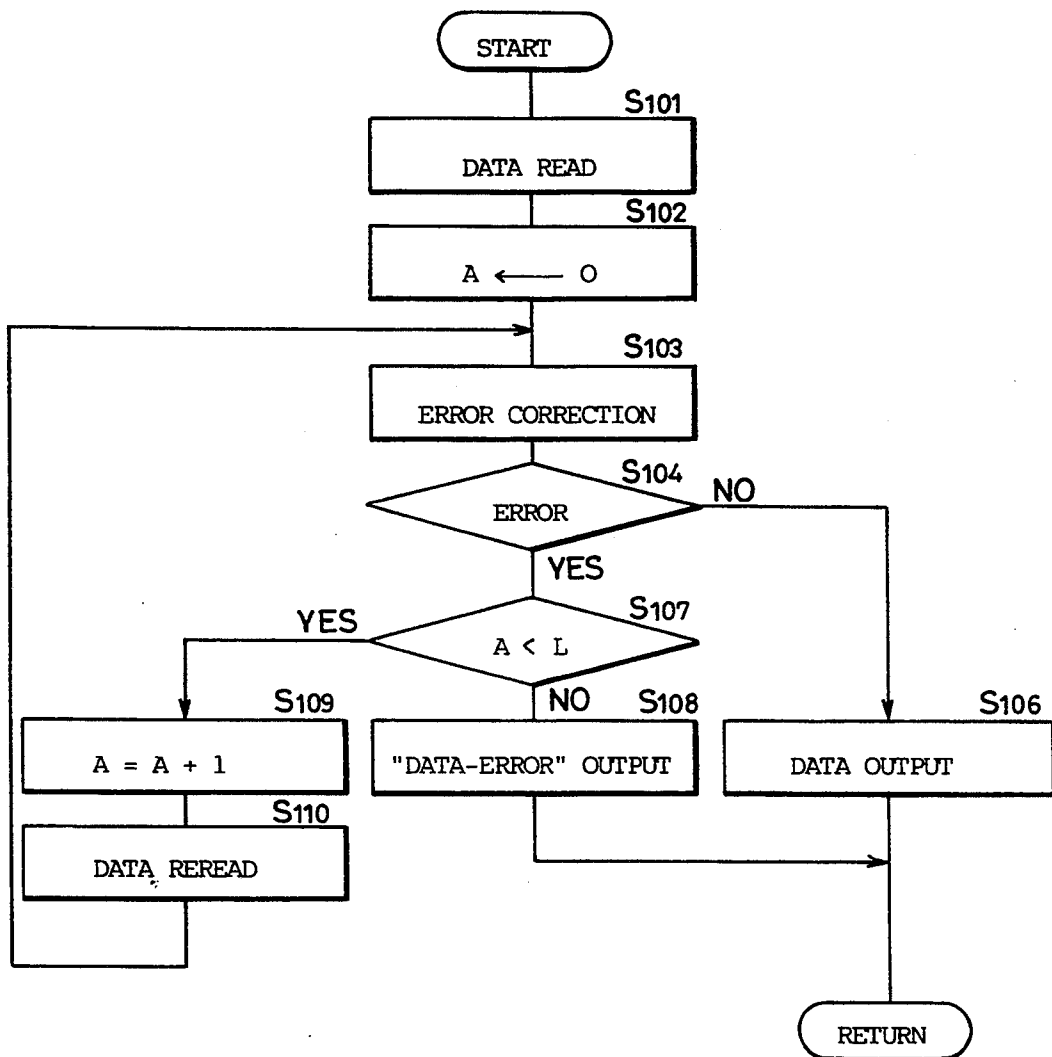 START
S101
DATA READ
S102
A ← 0
S103
ERROR CORRECTION
S104
ERROR
NO
YES
S107
YES
A < L
NO
S109
A = A + 1
S108
"DATA-ERROR" OUTPUT
S106
DATA OUTPUT
S110
DATA REREAD
RETURN